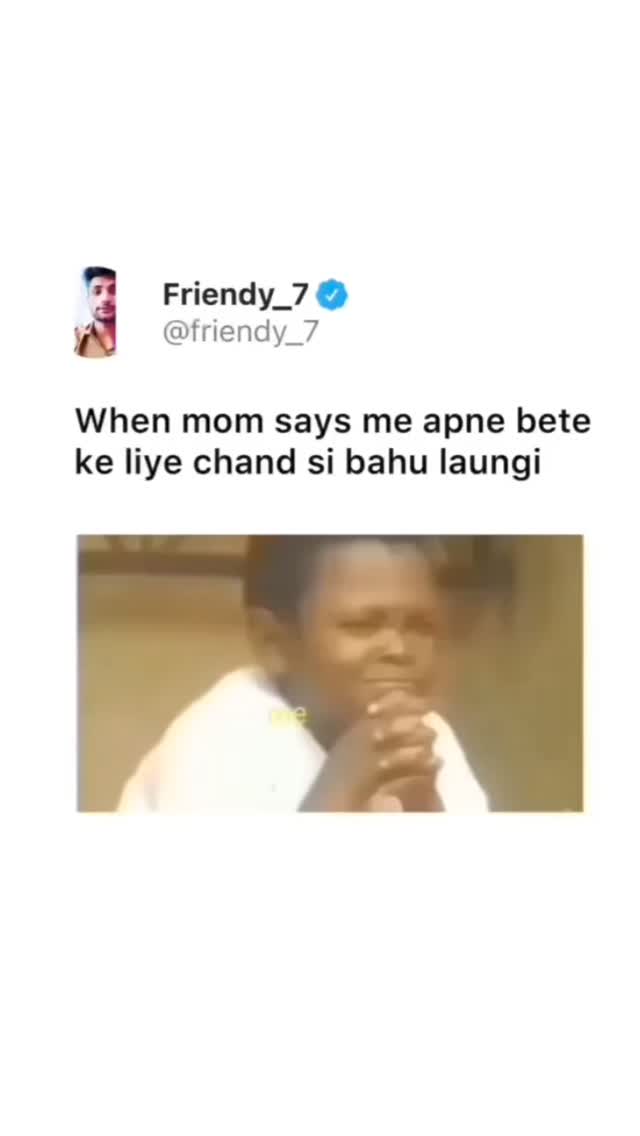 Friendy_7
@friendy_7
When mom says me apne bete
ke liye chand si bahu laungi
me